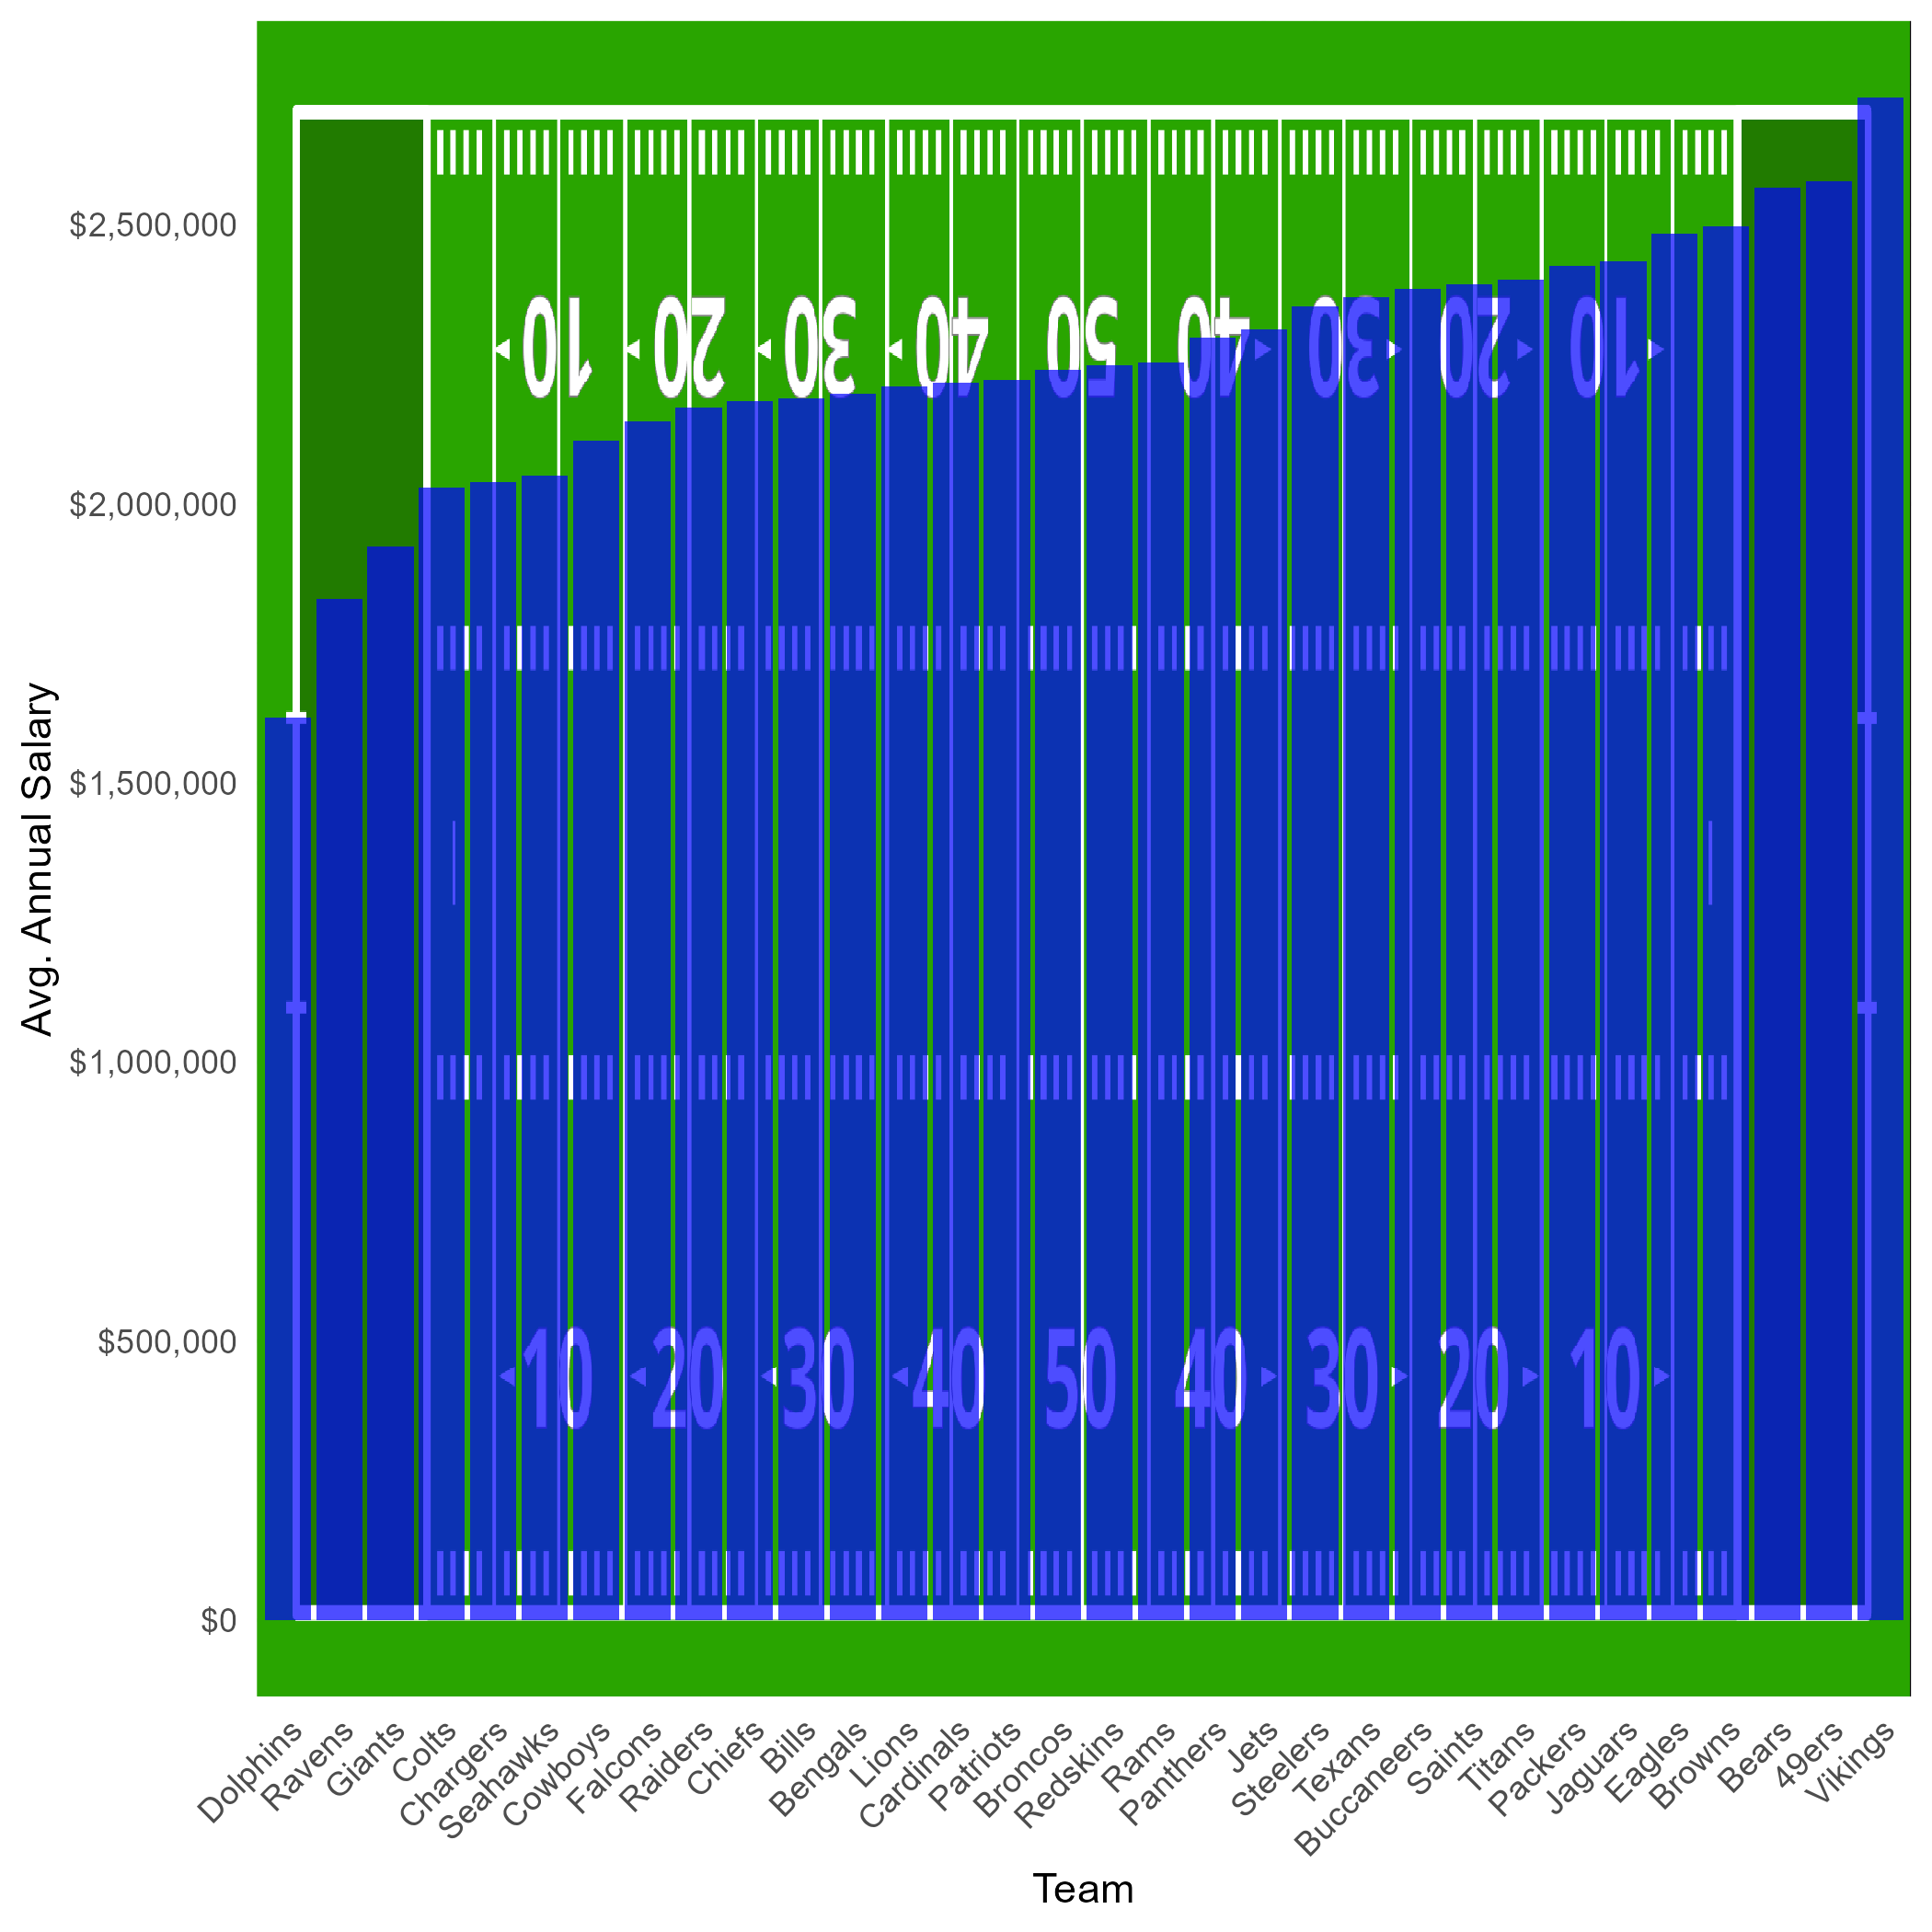 10 20 30 40 50 40 30 20 10
$2,500,000
$2,000,000
$1,500,000
$1,000,000
$500,000
$0
Avg. Annual Salary
10 20 30 40 50 40 30 20 10
Dolphins
Ravens
Giants
Colts
Chargers
Seahawks
Cowboys
Falcons
Raiders
Chiefs
Bills
Bengals
Lions
Cardinals
Patriots
Broncos
Redskins
Rams
Panthers
Jets
Steelers
Texans
Buccaneers
Saints
Titans
Packers
Jaguars
Eagles
Browns
Bears
49ers
Vikings
Team